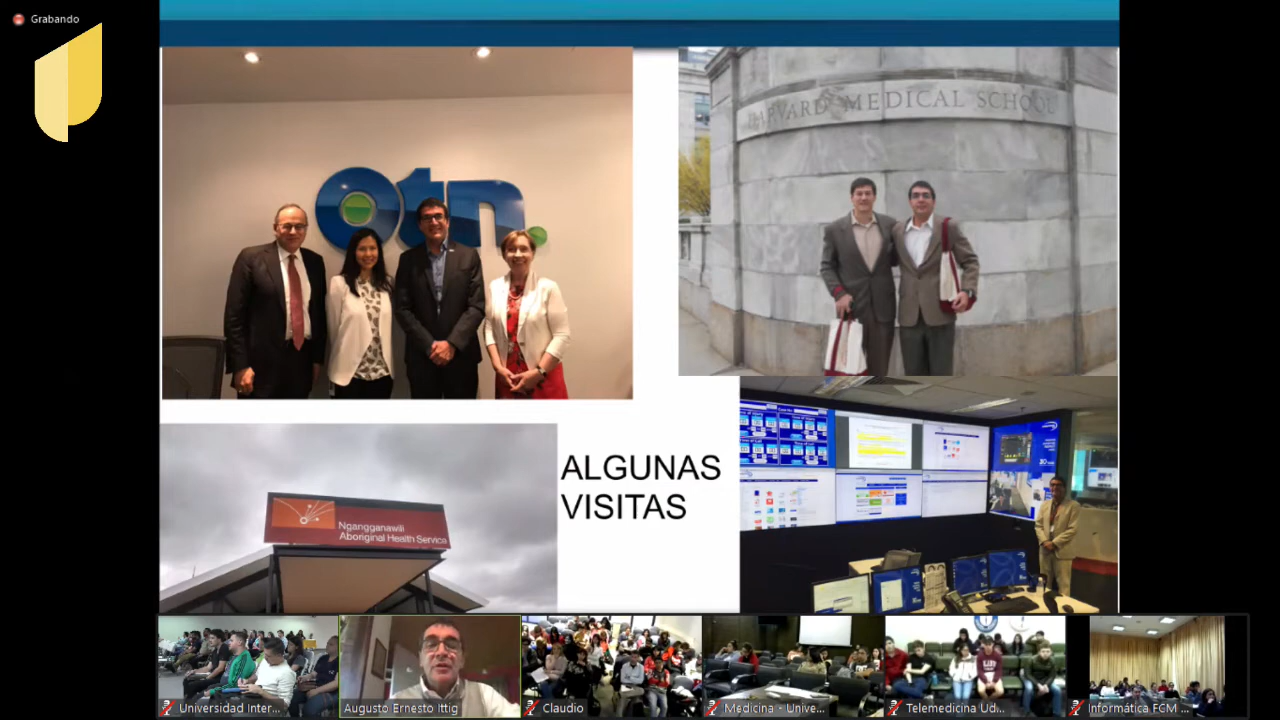 Grabando
otn.
HARVARD MEDICAL SCHOOL
ALGUNAS
VISITAS
Ngangganawili
Aboriginal Health Service
Universidad Inter...
Augusto Ernesto Ittig
Claudio
Medicina - Unive...
Telemedicina Ud...
Informática FCM ...